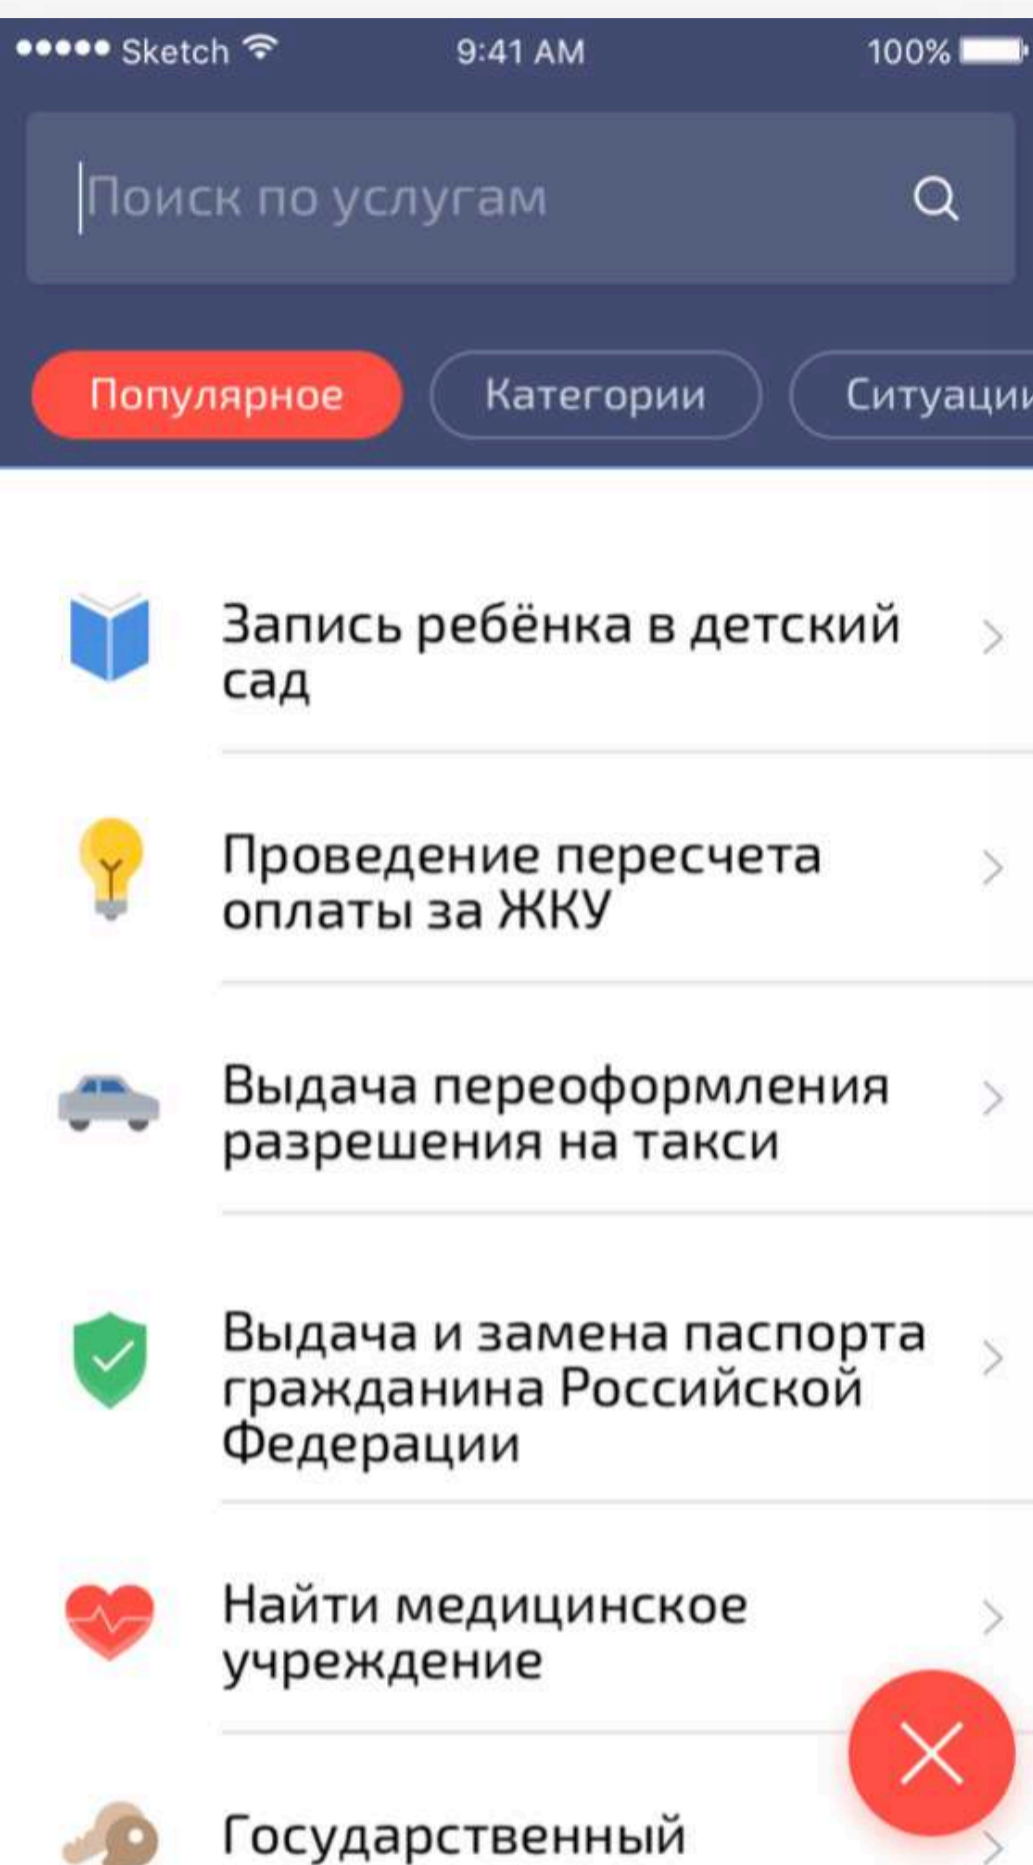 Sketch 9:41 AM 100%
Поиск по услугам
Популярное Категории Ситуации
Запись ребёнка в детский
сад
Проведение пересчета
оплаты за ЖКУ
Выдача переоформления
разрешения на такси
Выдача и замена паспорта
гражданина Российской
Федерации
Найти медицинское
учреждение
Государственный